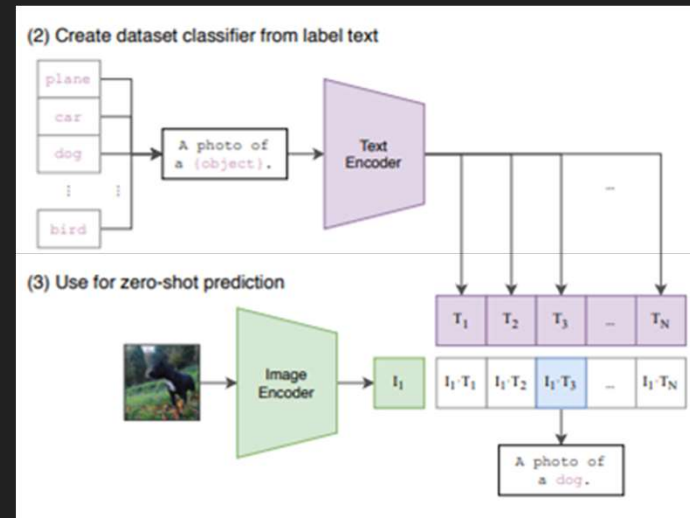 (2) Create dataset classifier from label text
plane
car
dog
⋮
⋮
bird
A photo of
a {object}.
Text
Encoder
...
(3) Use for zero-shot prediction
Image
Encoder
I₁
T₁ T₂ T₃ ... T_N
I₁·T₁ I₁·T₂ I₁·T₃ ... I₁·T_N
A photo of
a dog.